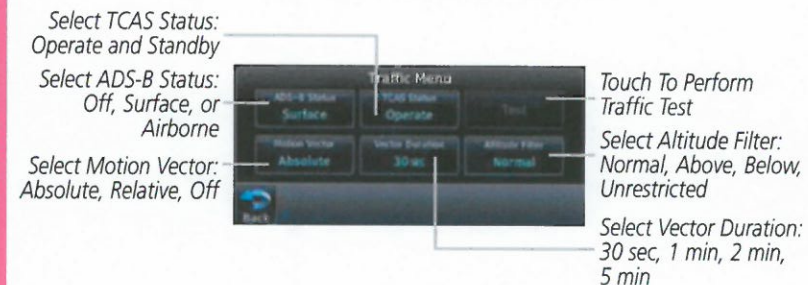 Select TCAS Status:
Operate and Standby
Select ADS-B Status:
Off, Surface, or
Airborne
Select Motion Vector:
Absolute, Relative, Off
Traffic Menu
ADS-B Status
Surface
TCAS Status
Operate
Test
Motion Vector
Absolute
Vector Duration
30 sec
Altitude Filter
Normal
Back
Touch To Perform
Traffic Test
Select Altitude Filter:
Normal, Above, Below,
Unrestricted
Select Vector Duration:
30 sec, 1 min, 2 min,
5 min